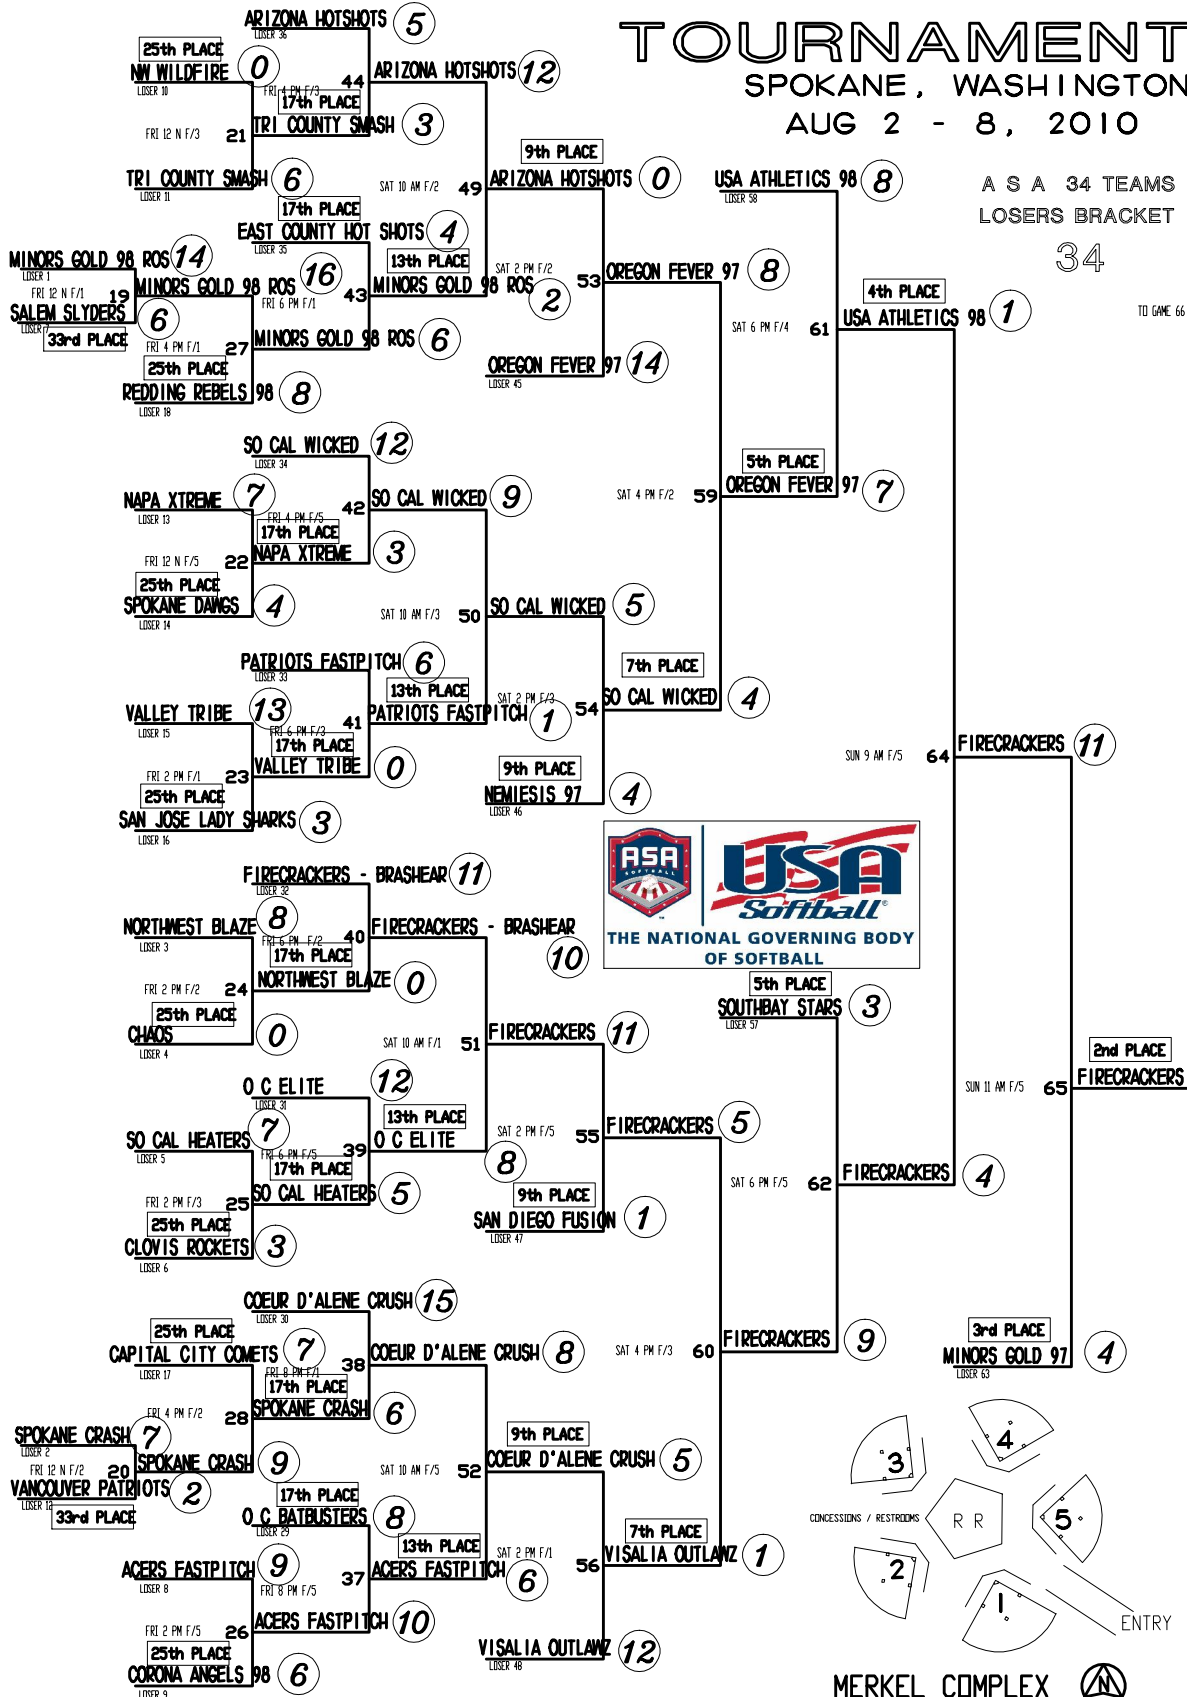 TOURNAMENT
SPOKANE, WASHINGTON
AUG 2 - 8, 2010
A S A 34 TEAMS
LOSERS BRACKET
34
TO GAME 66
ARIZONA HOTSHOTS 5
LOSER 36
25th PLACE
NW WILDFIRE 0
LOSER 10
FRI 4 PM F/3
44
ARIZONA HOTSHOTS 12
17th PLACE
FRI 12 N F/3
21
TRI COUNTY SMASH 3
TRI COUNTY SMASH 6
LOSER 11
SAT 10 AM F/2
49
9th PLACE
ARIZONA HOTSHOTS 0
17th PLACE
EAST COUNTY HOT SHOTS 4
LOSER 35
13th PLACE
MINORS GOLD 98 ROS 14
LOSER 1
FRI 12 N F/1
19
MINORS GOLD 98 ROS 16
FRI 6 PM F/1
43
MINORS GOLD 98 ROS 2
SALEM SLYDERS 6
LOSER 7
33rd PLACE
FRI 4 PM F/1
27
MINORS GOLD 98 ROS 6
25th PLACE
REDDING REBELS 98 8
LOSER 18
SAT 2 PM F/2
53
OREGON FEVER 97 8
OREGON FEVER 97 14
LOSER 45
USA ATHLETICS 98 8
LOSER 58
SAT 6 PM F/4
61
4th PLACE
USA ATHLETICS 98 1
SO CAL WICKED 12
LOSER 34
NAPA XTREME 7
LOSER 13
FRI 4 PM F/5
42
SO CAL WICKED 9
17th PLACE
FRI 12 N F/5
22
NAPA XTREME 3
25th PLACE
SPOKANE DAWGS 4
LOSER 14
SAT 4 PM F/2
59
5th PLACE
OREGON FEVER 97 7
SAT 10 AM F/3
50
SO CAL WICKED 5
PATRIOTS FASTPITCH 6
LOSER 33
13th PLACE
VALLEY TRIBE 13
LOSER 15
FRI 6 PM F/3
41
PATRIOTS FASTPITCH 1
17th PLACE
FRI 2 PM F/1
23
VALLEY TRIBE 0
25th PLACE
SAN JOSE LADY SHARKS 3
LOSER 16
SAT 2 PM F/3
54
7th PLACE
SO CAL WICKED 4
9th PLACE
NEMIESIS 97 4
LOSER 46
SUN 9 AM F/5
64
FIRECRACKERS 11
ASA
SOFTBALL
USA
Softball
THE NATIONAL GOVERNING BODY
OF SOFTBALL
FIRECRACKERS - BRASHEAR 11
LOSER 32
NORTHWEST BLAZE 8
LOSER 3
FRI 6 PM F/2
40
FIRECRACKERS - BRASHEAR
10
17th PLACE
FRI 2 PM F/2
24
NORTHWEST BLAZE 0
25th PLACE
CHAOS 0
LOSER 4
5th PLACE
SOUTHBAY STARS 3
LOSER 57
SAT 10 AM F/1
51
FIRECRACKERS 11
O C ELITE 12
LOSER 31
13th PLACE
SO CAL HEATERS 7
LOSER 5
FRI 6 PM F/5
39
O C ELITE 8
17th PLACE
FRI 2 PM F/3
25
SO CAL HEATERS 5
25th PLACE
CLOVIS ROCKETS 3
LOSER 6
SAT 2 PM F/5
55
FIRECRACKERS 5
9th PLACE
SAN DIEGO FUSION 1
LOSER 47
SAT 6 PM F/5
62
FIRECRACKERS 4
2nd PLACE
SUN 11 AM F/5
65
FIRECRACKERS
COEUR D'ALENE CRUSH 15
LOSER 30
25th PLACE
CAPITAL CITY COMETS 7
LOSER 17
FRI 8 PM F/1
38
COEUR D'ALENE CRUSH 8
17th PLACE
FRI 4 PM F/2
28
SPOKANE CRASH 6
SPOKANE CRASH 7
LOSER 2
FRI 12 N F/2
20
SPOKANE CRASH 9
VANCOUVER PATRIOTS 2
LOSER 12
33rd PLACE
SAT 4 PM F/3
60
FIRECRACKERS 9
3rd PLACE
MINORS GOLD 97 4
LOSER 63
9th PLACE
SAT 10 AM F/5
52
COEUR D'ALENE CRUSH 5
17th PLACE
O C BATBUSTERS 8
LOSER 29
13th PLACE
ACERS FASTPITCH 9
LOSER 8
FRI 8 PM F/5
37
ACERS FASTPITCH 6
FRI 2 PM F/5
26
ACERS FASTPITCH 10
25th PLACE
CORONA ANGELS 98 6
LOSER 9
SAT 2 PM F/1
56
7th PLACE
VISALIA OUTLAWZ 1
VISALIA OUTLAWZ 12
LOSER 48
3
4
CONCESSIONS / RESTROOMS
R R
5
2
1
ENTRY
MERKEL COMPLEX
N